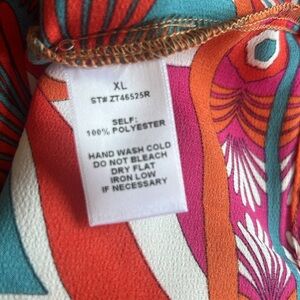 XL
ST# ZT46525R
SELF:
100% POLYESTER
HAND WASH COLD
DO NOT BLEACH
DRY FLAT
IRON LOW
IF NECESSARY